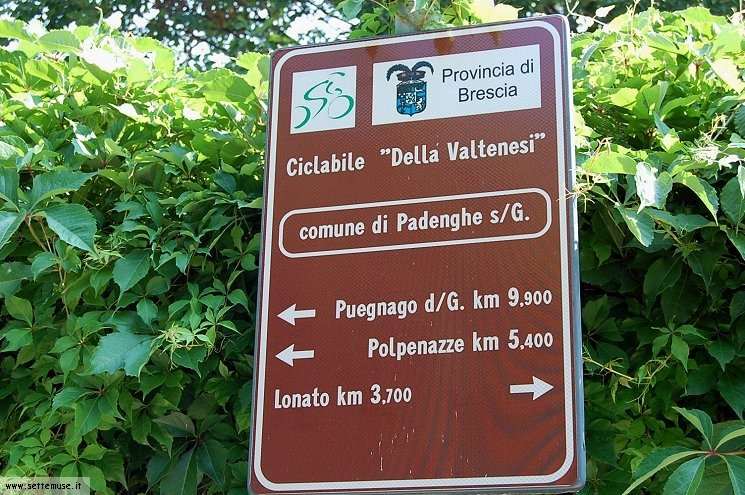 Provincia di
Brescia
Ciclabile "Della Valtenesi"
comune di Padenghe s/G.
Puegnago d/G. km 9,900
Polpenazze km 5,400
Lonato km 3,700
www.settemuse.it